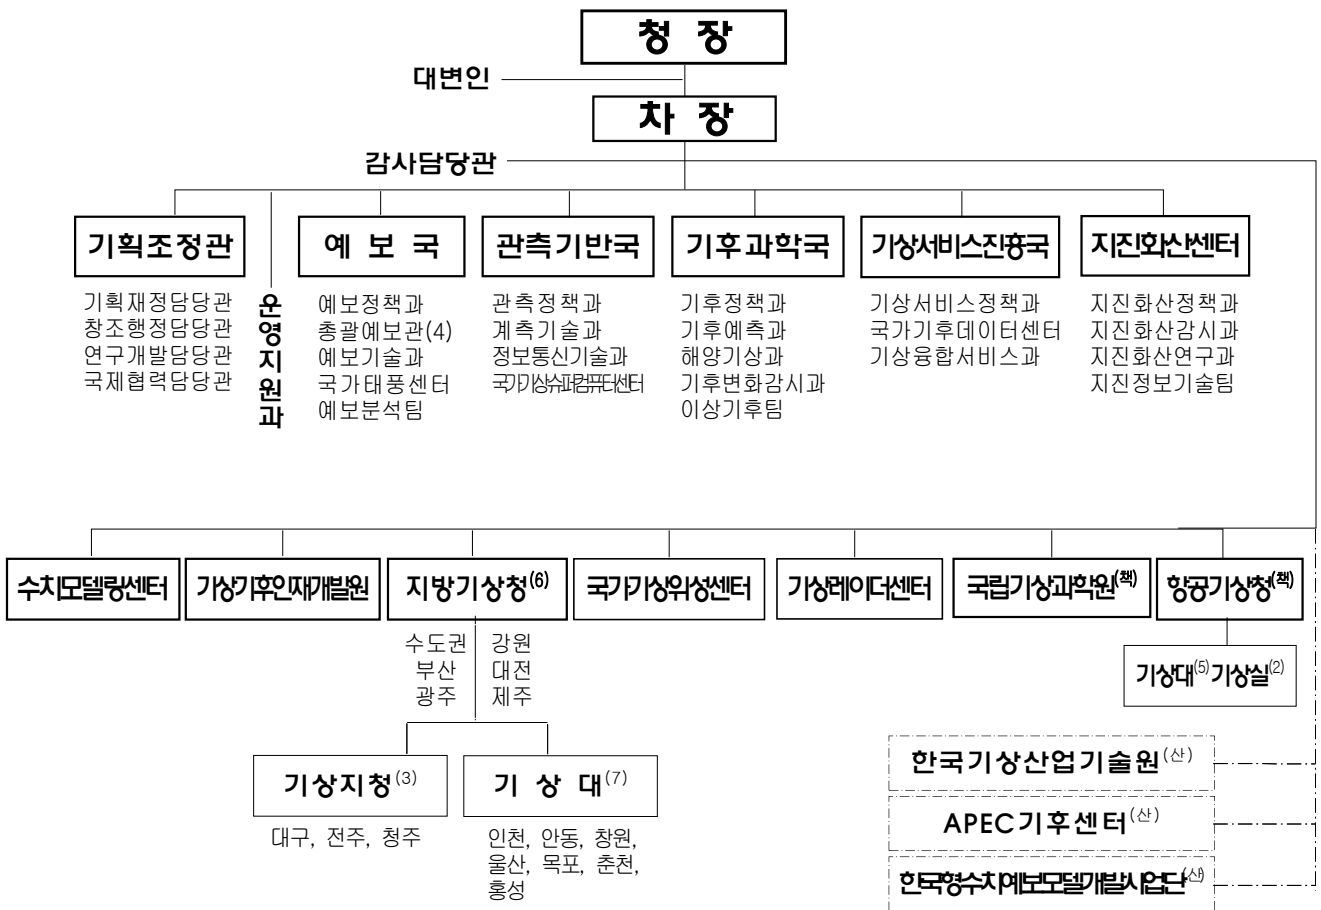 청 장
대변인
차 장
감사담당관
기획조정관
기획재정담당관
창조행정담당관
연구개발담당관
국제협력담당관
운영지원과
예 보 국
예보정책과
총괄예보관(4)
예보기술과
국가태풍센터
예보분석팀
관측기반국
관측정책과
계측기술과
정보통신기술과
국가기상슈퍼컴퓨터센터
기후과학국
기후정책과
기후예측과
해양기상과
기후변화감시과
이상기후팀
기상서비스진흥국
기상서비스정책과
국가기후데이터센터
기상융합서비스과
지진화산센터
지진화산정책과
지진화산감시과
지진화산연구과
지진정보기술팀
수치모델링센터
기상기후인재개발원
지방기상청(6)
수도권 강원
부산 대전
광주 제주
기상지청(3)
대구, 전주, 청주
기 상 대(7)
인천, 안동, 창원,
울산, 목포, 춘천,
홍성
국가기상위성센터
기상레이더센터
국립기상과학원(책)
항공기상청(책)
기상대(5) 기상실(2)
한국기상산업기술원(산)
APEC기후센터(산)
한국형수치예보모델개발사업단(산)